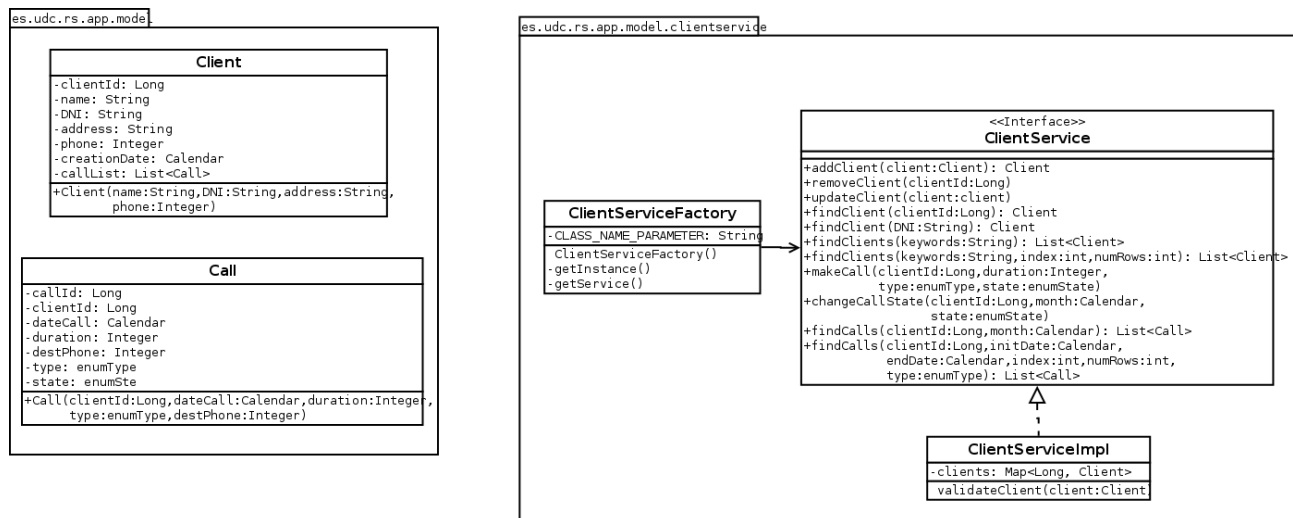 es.udc.rs.app.model
Client
-clientId: Long
-name: String
-DNI: String
-address: String
-phone: Integer
-creationDate: Calendar
-callList: List<Call>
+Client(name:String,DNI:String,address:String,
phone:Integer)
Call
-callId: Long
-clientId: Long
-dateCall: Calendar
-duration: Integer
-destPhone: Integer
-type: enumType
-state: enumSte
+Call(clientId:Long,dateCall:Calendar,duration:Integer,
type:enumType,destPhone:Integer)
es.udc.rs.app.model.clientservice
ClientServiceFactory
-CLASS_NAME_PARAMETER: String
ClientServiceFactory()
-getInstance()
-getService()
<<Interface>>
ClientService
+addClient(client:Client): Client
+removeClient(clientId:Long)
+updateClient(client:client)
+findClient(clientId:Long): Client
+findClient(DNI:String): Client
+findClients(keywords:String): List<Client>
+findClients(keywords:String,index:int,numRows:int): List<Client>
+makeCall(clientId:Long,duration:Integer,
type:enumType,state:enumState)
+changeCallState(clientId:Long,month:Calendar,
state:enumState)
+findCalls(clientId:Long,month:Calendar): List<Call>
+findCalls(clientId:Long,initDate:Calendar,
endDate:Calendar,index:int,numRows:int,
type:enumType): List<Call>
ClientServiceImpl
-clients: Map<Long, Client>
validateClient(client:Client)